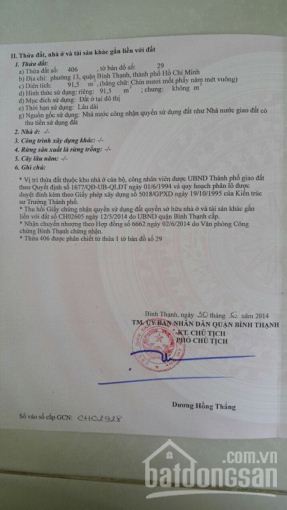 II. Thửa đất, nhà ở và tài sản khác gắn liền với đất
1. Thửa đất:
a) Thửa đất số: 406 , tờ bản đồ số: 29
b) Địa chỉ: phường 13, quận Bình Thạnh, thành phố Hồ Chí Minh
c) Diện tích: 91,5 m², (bằng chữ: Chín mươi mốt phẩy năm mét vuông)
d) Hình thức sử dụng: riêng: 91,5 m²; chung: không m²
đ) Mục đích sử dụng: Đất ở tại đô thị
e) Thời hạn sử dụng: Lâu dài
g) Nguồn gốc sử dụng: Nhà nước công nhận quyền sử dụng đất như Nhà nước giao đất có
thu tiền sử dụng đất
2. Nhà ở: -/-
3. Công trình xây dựng khác: -/-
4. Rừng sản xuất là rừng trồng: -/-
5. Cây lâu năm: -/-
6. Ghi chú:
* Vị trí thửa đất thuộc khu nhà ở cán bộ, công nhân viên được UBND Thành phố giao đất
theo Quyết định số 1677/QĐ-UB-QLĐT ngày 01/6/1994 và quy hoạch phân lô được
duyệt đính kèm theo Giấy phép xây dựng số 5018/GPXD ngày 19/10/1995 của Kiến trúc
sư Trưởng Thành phố.
* Thu hồi Giấy chứng nhận quyền sử dụng đất quyền sở hữu nhà ở và tài sản khác gắn
liền với đất số CH02605 ngày 12/3/2014 do UBND quận Bình Thạnh cấp.
* Nhận chuyển nhượng theo Hợp đồng số 6662 ngày 02/6/2014 do Văn phòng Công
chứng Bình Thạnh chứng nhận.
* Thửa 406 được phân chiết từ thửa 1 tờ bản đồ số 29
Bình Thạnh, ngày 30 tháng năm 2014
TM. ỦY BAN NHÂN DÂN QUẬN BÌNH THẠNH
KT. CHỦ TỊCH
PHÓ CHỦ TỊCH
Dương Hồng Thắng
Số vào sổ cấp GCN: CH02928
.com.vn
batdongsan